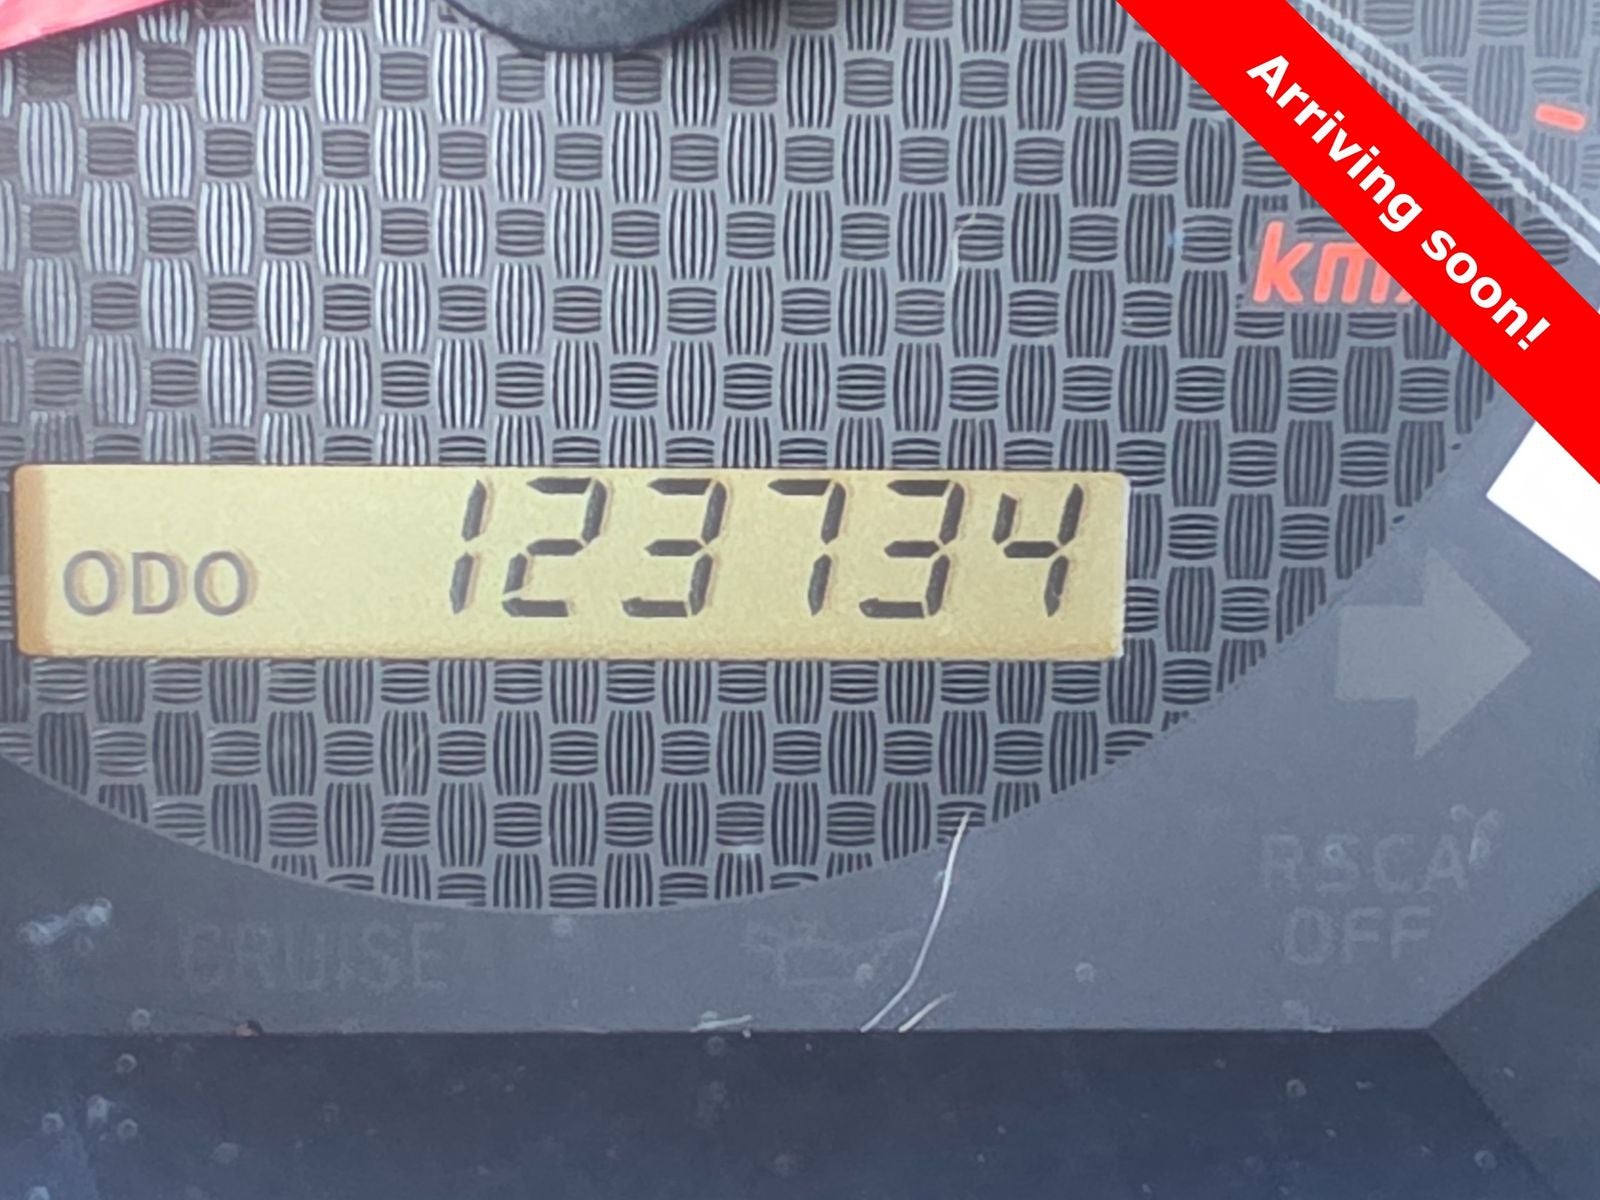 Arriving soon!
km/
ODO 123734
RSCA
OFF
CRUISE